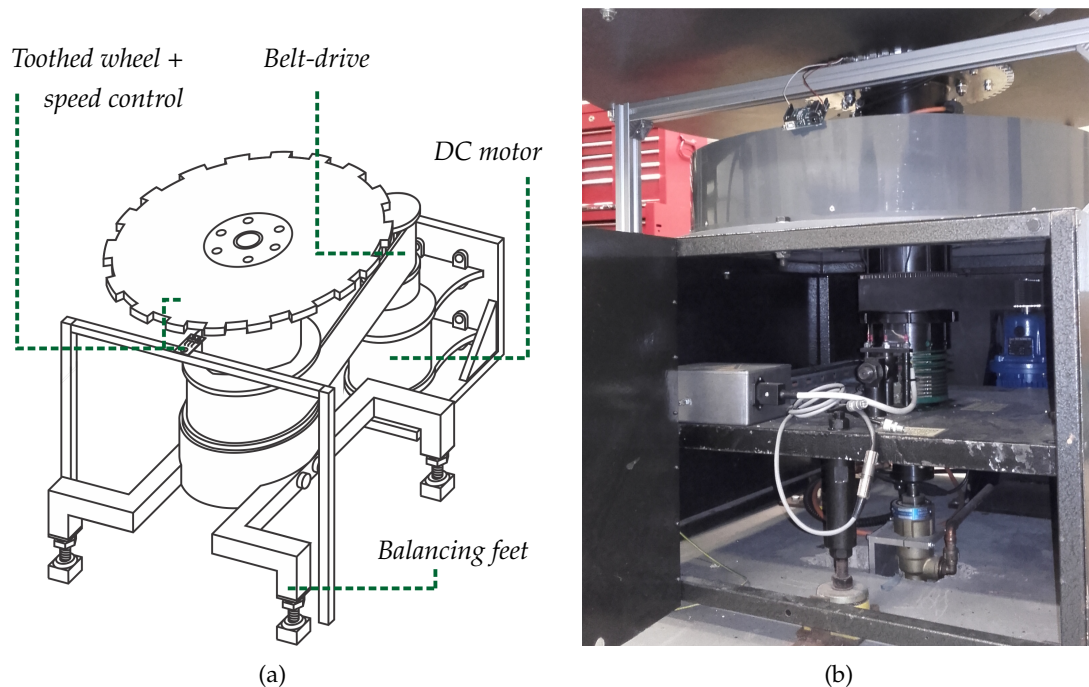 Toothed wheel +
speed control
Belt-drive
DC motor
Balancing feet
(a)
(b)